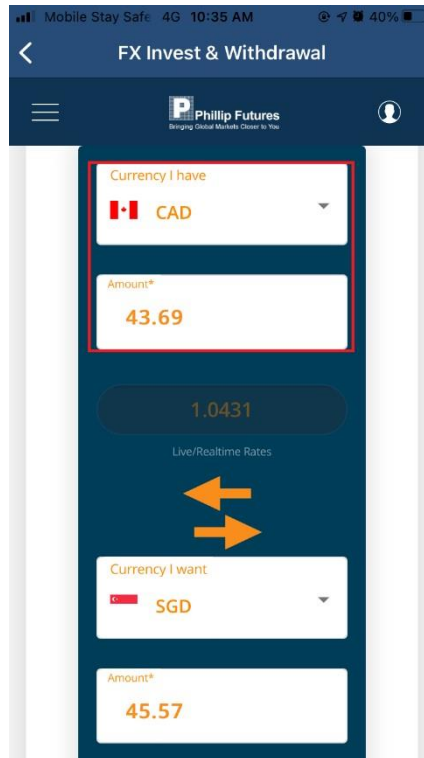 Mobile Stay Safe 4G 10:35 AM 40%
FX Invest & Withdrawal
Phillip Futures
Bringing Global Markets Closer to You
Currency I have
CAD
Amount*
43.69
1.0431
Live/Realtime Rates
Currency I want
SGD
Amount*
45.57